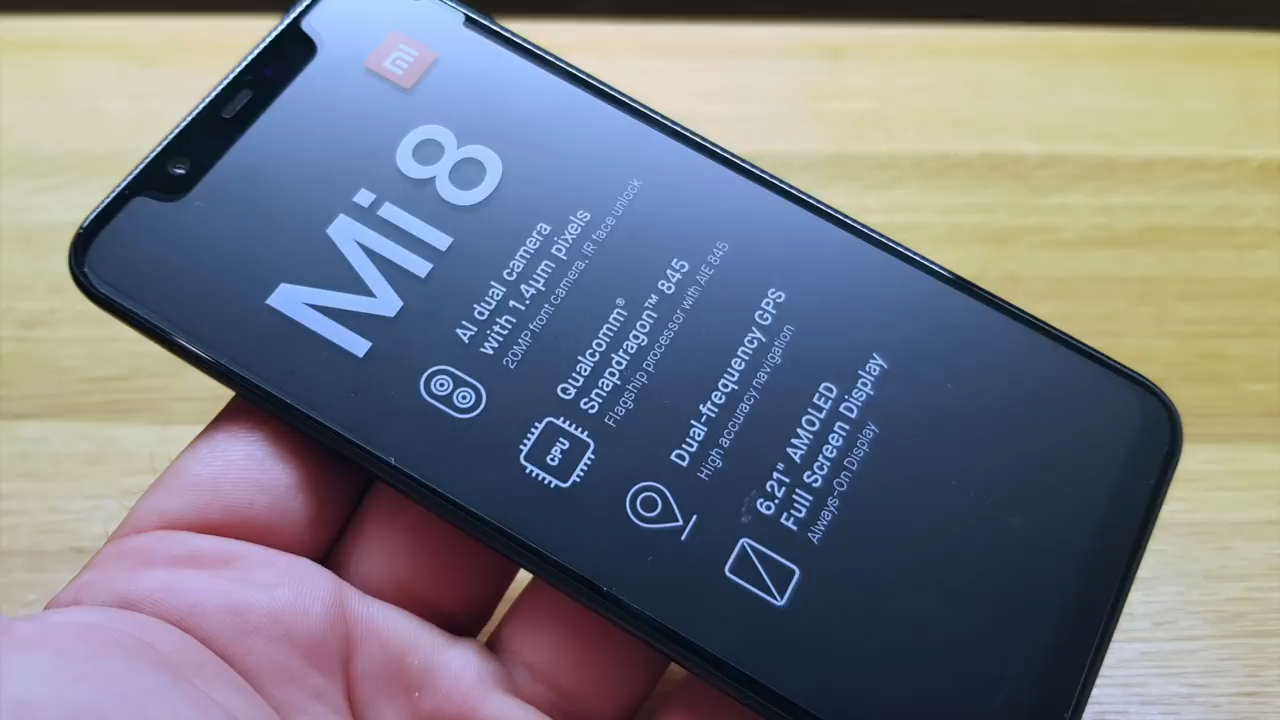 MI
Mi 8
AI dual camera
with 1.4μm pixels
20MP front camera, IR face unlock
Qualcomm®
Snapdragon™ 845
Flagship processor with AIE 845
CPU
Dual-frequency GPS
High accuracy navigation
6.21" AMOLED
Full Screen Display
Always-On Display